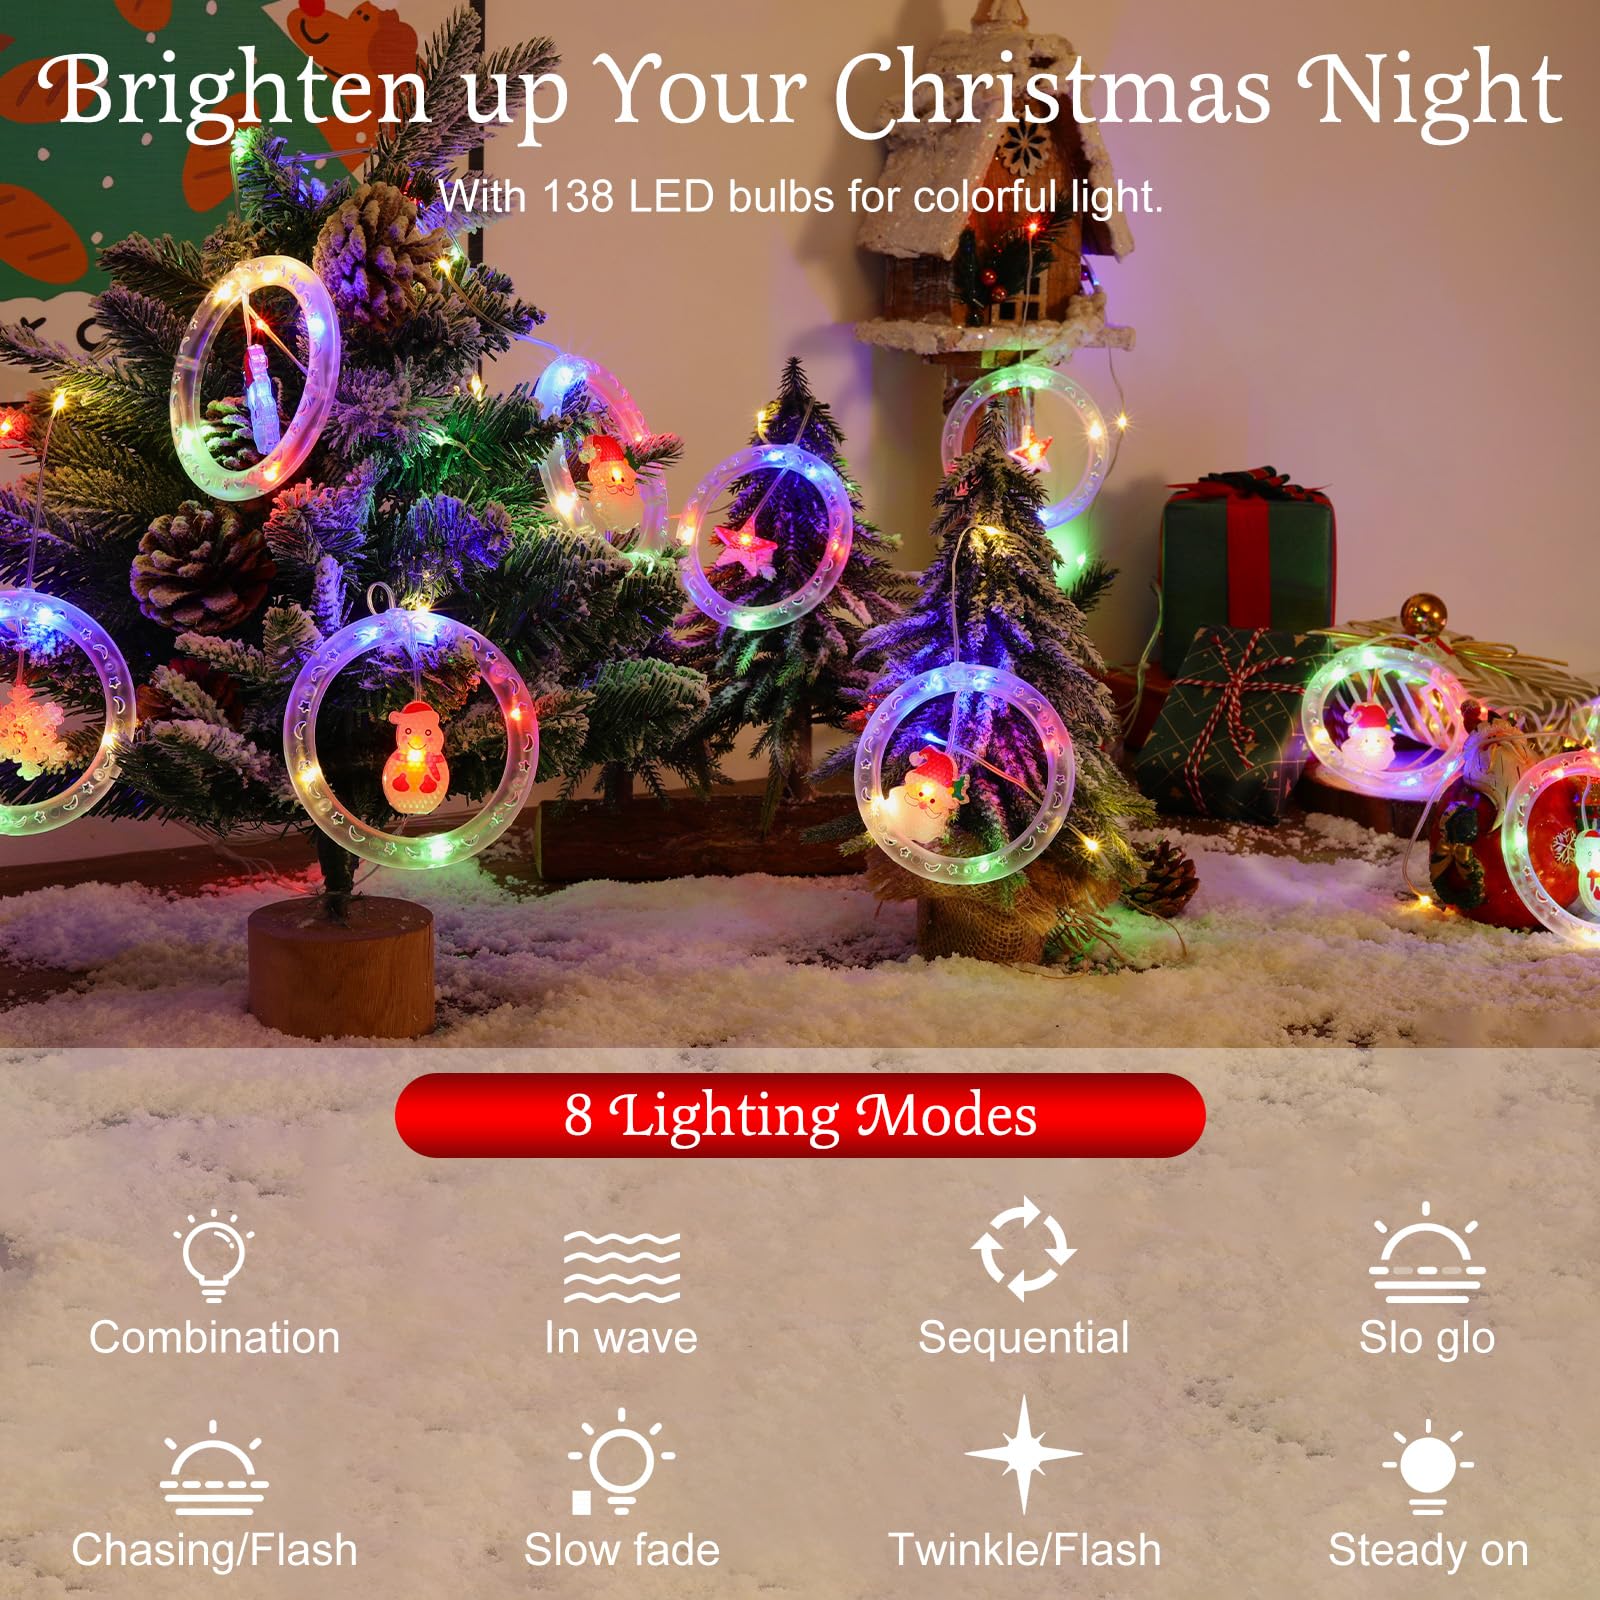 Brighten up Your Christmas Night
With 138 LED bulbs for colorful light.
8 Lighting Modes
Combination
In wave
Sequential
Slo glo
Chasing/Flash
Slow fade
Twinkle/Flash
Steady on